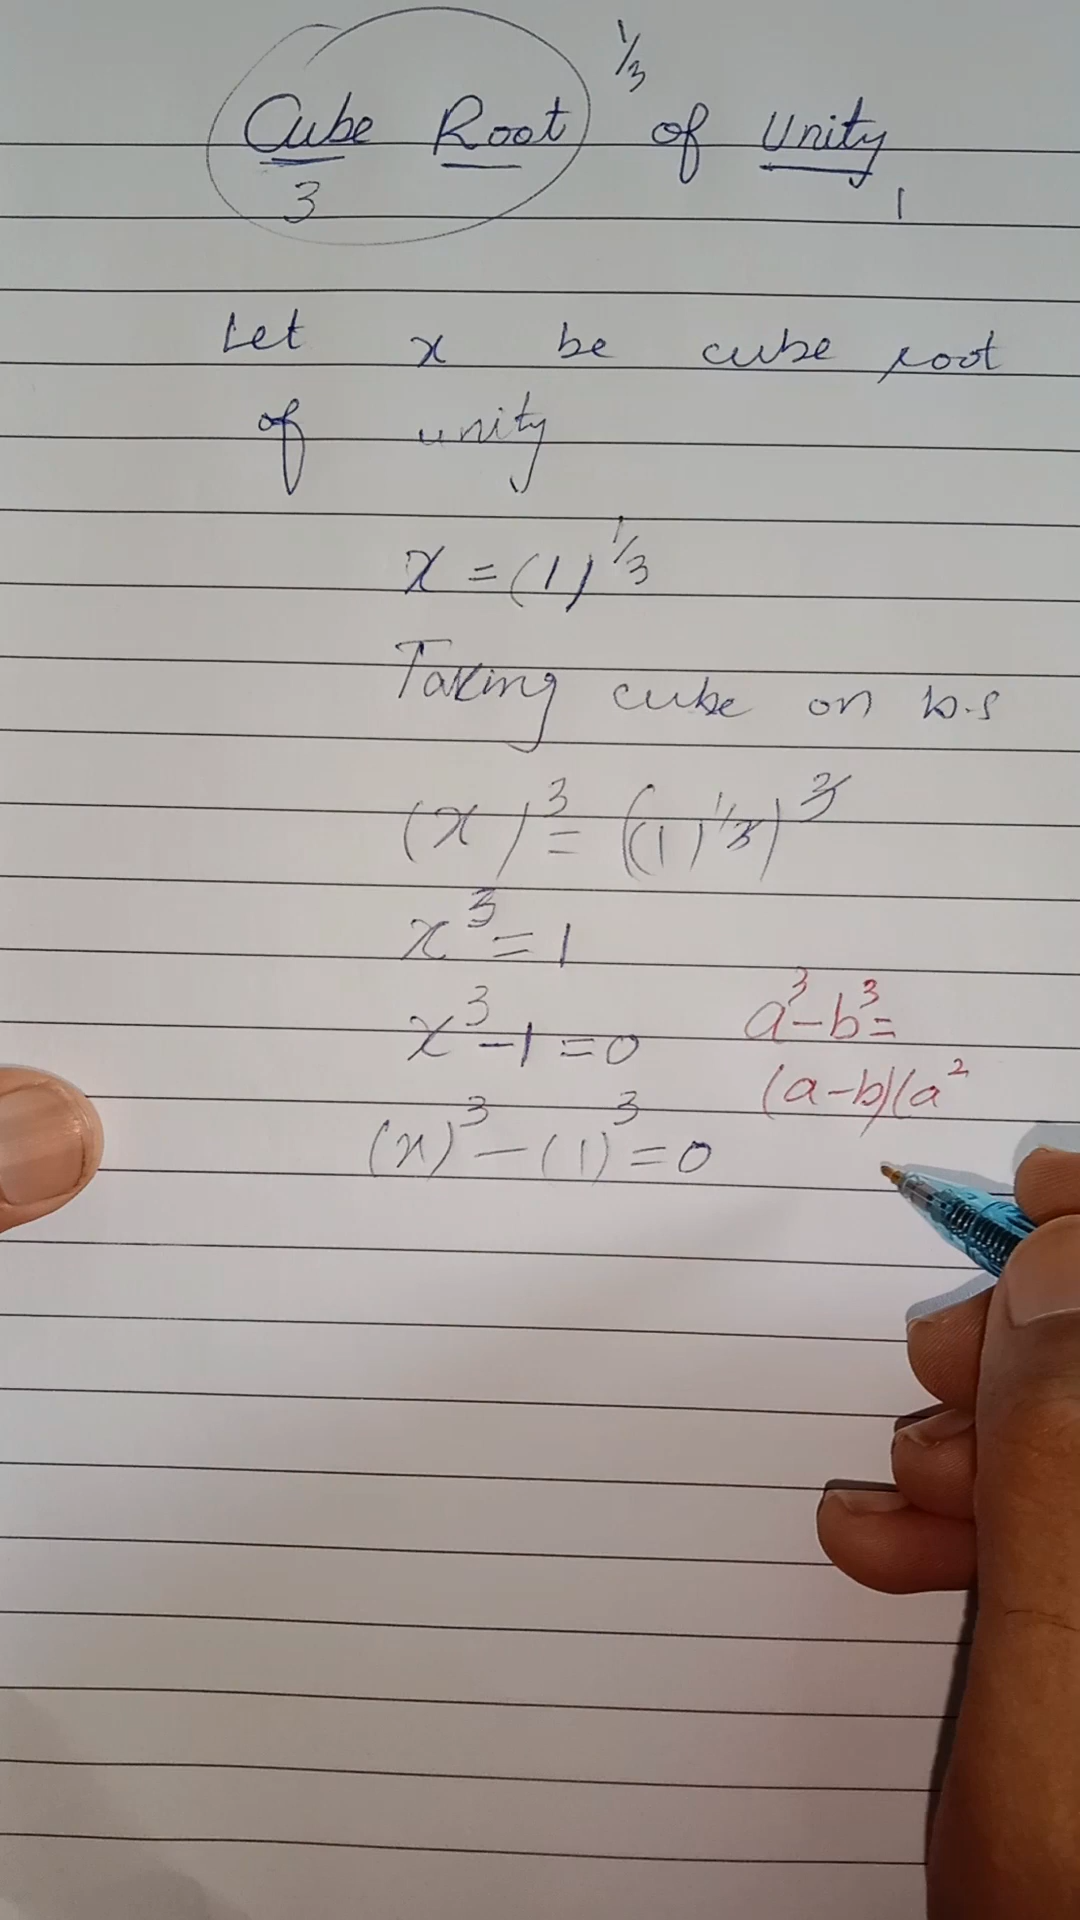 1/3
Cube Root of Unity
3 1
Let x be cube root
of unity
x = (1)^1/3
Taking cube on b.s
(x)^3 = ((1)^1/3)^3
x^3 = 1
x^3 - 1 = 0
a^3 - b^3 =
(a - b)(a^2
(x)^3 - (1)^3 = 0